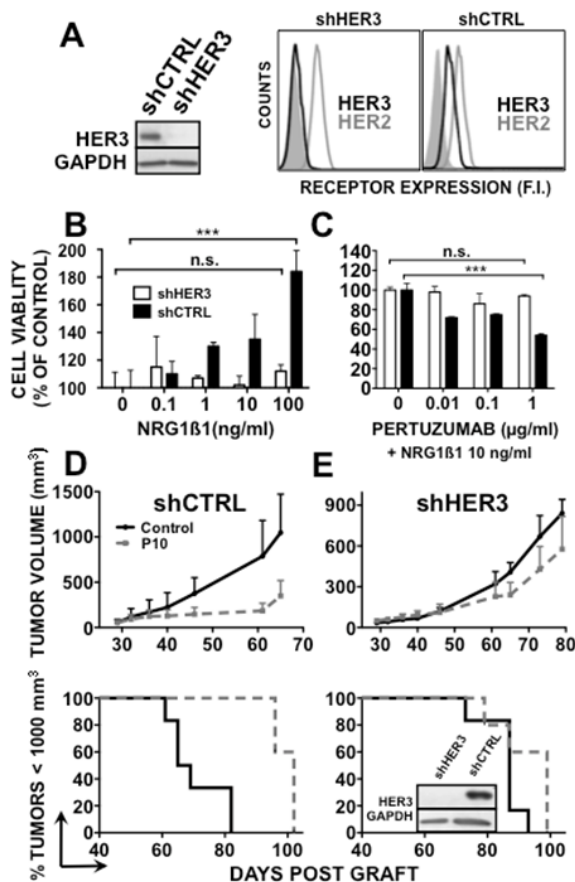 A
shCTRL
shHER3
HER3
GAPDH
shHER3
shCTRL
COUNTS
HER3
HER2
HER3
HER2
RECEPTOR EXPRESSION (F.I.)
B
CELL VIABLITY
(% OF CONTROL)
200
180
160
140
120
100
***
n.s.
shHER3
shCTRL
0 0.1 1 10 100
NRG1ß1(ng/ml)
C
140
120
100
80
60
40
20
0
n.s.
***
0 0.01 0.1 1
PERTUZUMAB (µg/ml)
+ NRG1ß1 10 ng/ml
D
shCTRL
TUMOR VOLUME (mm³)
1500
1000
500
0
Control
P10
30 40 50 60 70
E
shHER3
900
600
300
0
30 40 50 60 70 80
% TUMORS < 1000 mm³
100
80
60
40
20
0
40 60 80 100
100
80
60
40
20
0
shHER3
shCTRL
HER3
GAPDH
40 60 80 100
DAYS POST GRAFT